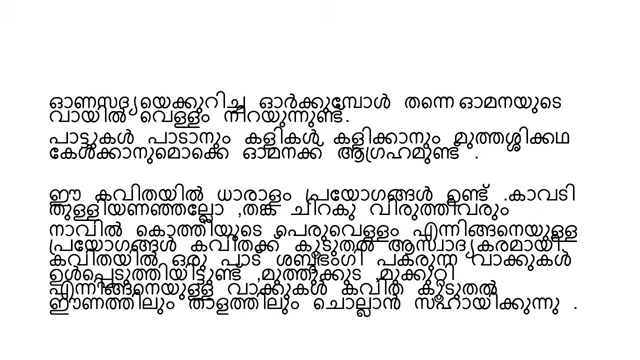 ഓണസദ്യയെക്കുറിച്ച ഓർക്കുമ്പോൾ തന്നെ ഓമനയുടെ
വായിൽ വെള്ളം നിറയുന്നുണ്ട്.
പാട്ടുകൾ പാടാനും കളികൾ കളിക്കാനും മുത്തശ്ശിക്കഥ
കേൾക്കാനുമൊക്കെ ഓമനക്ക് ആഗ്രഹമുണ്ട് .
ഈ കവിതയിൽ ധാരാളം പ്രയോഗങ്ങൾ ഉണ്ട് .കാവടി
തുള്ളിയണഞ്ഞല്ലോ ,തങ്ക ചിറകു വിരുത്തിവരും
നാവിൽ കൊത്തിയൂടെ പെരുവെള്ളം എന്നിങ്ങനെയുള്ള
പ്രയോഗങ്ങൾ കവിതക്ക് കൂടുതൽ ആസ്വാദ്യകരമായി.
കവിതയിൽ ഒരു പാട് ശബ്ദഭംഗി പകരുന്ന വാക്കുകൾ
ഉൾപ്പെടുത്തിയിട്ടുണ്ട് ,മുത്തുക്കുട ,മുക്കുറ്റി
എന്നിങ്ങനെയുള്ള വാക്കുകൾ കവിത കൂടുതൽ
ഈണത്തിലും താളത്തിലും ചൊല്ലാൻ സഹായിക്കുന്നു .